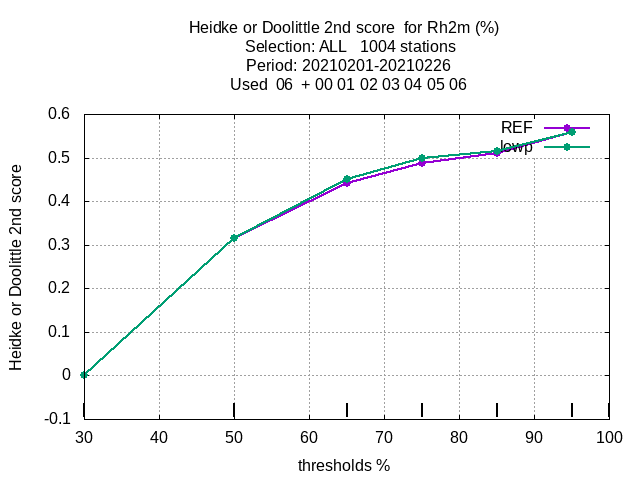 Heidke or Doolittle 2nd score  for Rh2m (%)
Selection: ALL   1004 stations
Period: 20210201-20210226
Used  06  + 00 01 02 03 04 05 06
REF
lowp
Heidke or Doolittle 2nd score
0.6
0.5
0.4
0.3
0.2
0.1
0
-0.1
30 40 50 60 70 80 90 100
thresholds %